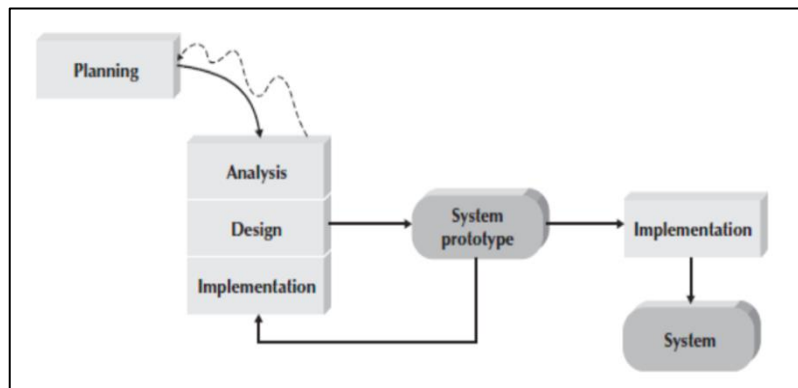 Planning
Analysis
Design
Implementation
System
prototype
Implementation
System